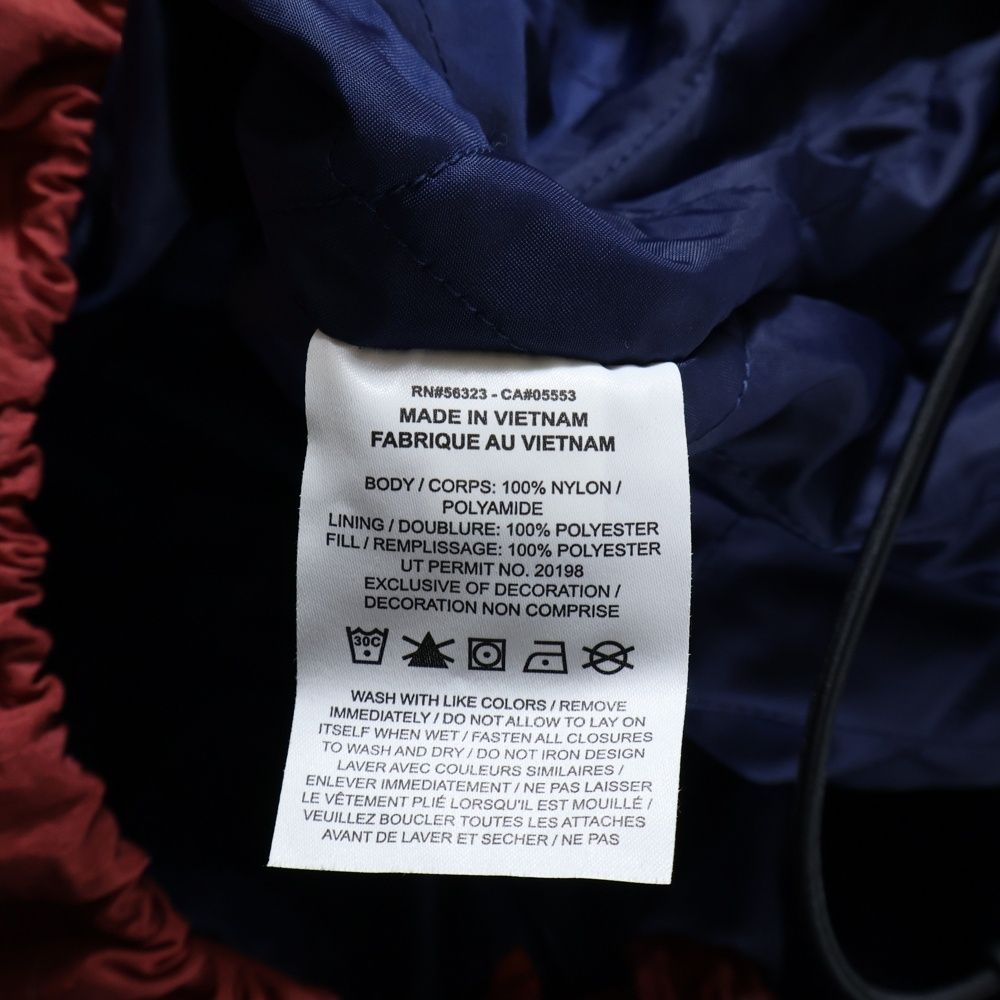 RN#56323 - CA#05553
MADE IN VIETNAM
FABRIQUE AU VIETNAM
BODY / CORPS: 100% NYLON /
POLYAMIDE
LINING / DOUBLURE: 100% POLYESTER
FILL / REMPLISSAGE: 100% POLYESTER
UT PERMIT NO. 20198
EXCLUSIVE OF DECORATION /
DECORATION NON COMPRISE
30C
WASH WITH LIKE COLORS / REMOVE
IMMEDIATELY / DO NOT ALLOW TO LAY ON
ITSELF WHEN WET / FASTEN ALL CLOSURES
TO WASH AND DRY / DO NOT IRON DESIGN
LAVER AVEC COULEURS SIMILAIRES /
ENLEVER IMMEDIATEMENT / NE PAS LAISSER
LE VÊTEMENT PLIÉ LORSQU'IL EST MOUILLÉ /
VEUILLEZ BOUCLER TOUTES LES ATTACHES
AVANT DE LAVER ET SECHER / NE PAS